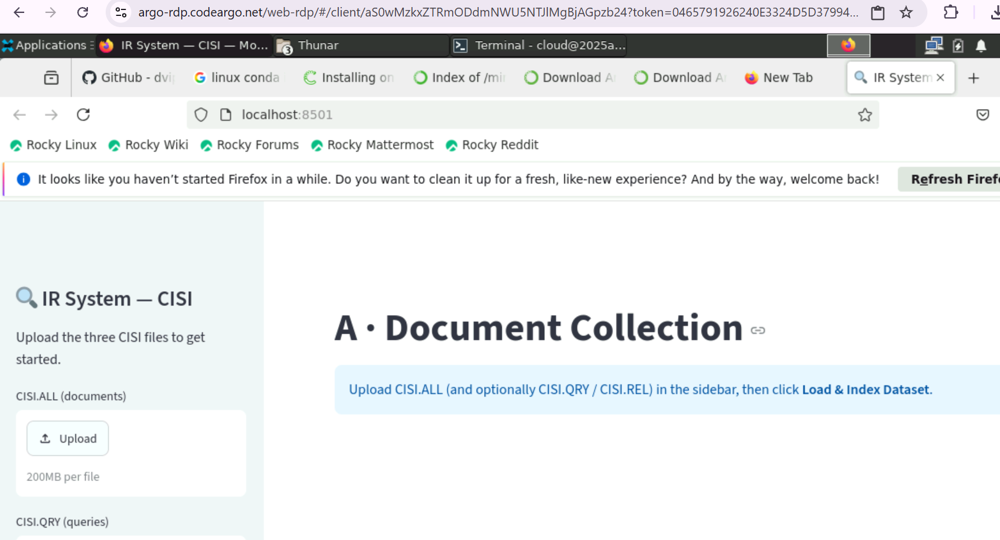 argo-rdp.codeargo.net/web-rdp/#/client/aS0wMzkxZTRmODdmNWU5NTJlMgBjAGpzb24?token=0465791926240E3324D5D37994...
Applications IR System — CISI — Mo... 3 Thunar Terminal - cloud@2025a...
GitHub - dvip linux conda Installing on Index of /min Download A Download A New Tab IR System
localhost:8501
Rocky Linux Rocky Wiki Rocky Forums Rocky Mattermost Rocky Reddit
It looks like you haven’t started Firefox in a while. Do you want to clean it up for a fresh, like-new experience? And by the way, welcome back! Refresh Firefo
IR System — CISI
Upload the three CISI files to get
started.
CISI.ALL (documents)
Upload
200MB per file
CISI.QRY (queries)
A · Document Collection
Upload CISI.ALL (and optionally CISI.QRY / CISI.REL) in the sidebar, then click Load & Index Dataset.